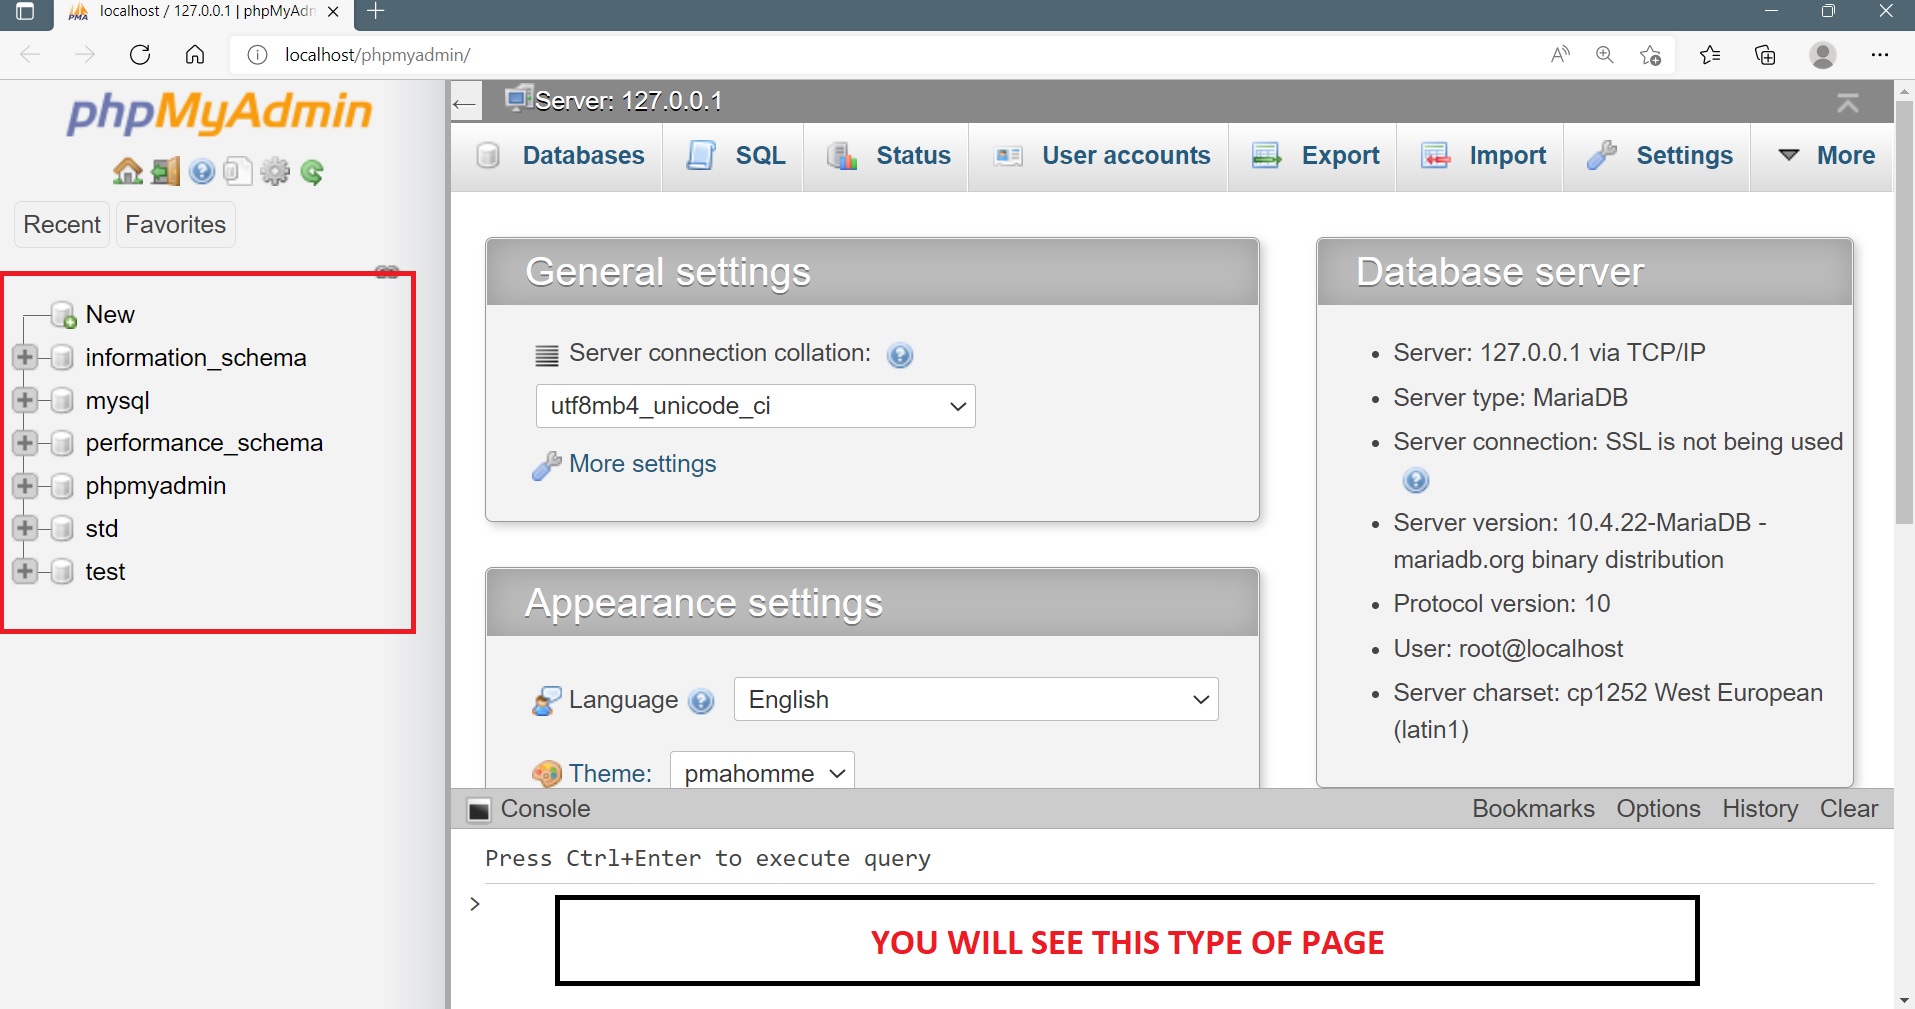 localhost / 127.0.0.1 | phpMyAdn
localhost/phpmyadmin/
phpMyAdmin
Recent Favorites
New
information_schema
mysql
performance_schema
phpmyadmin
std
test
Server: 127.0.0.1
Databases SQL Status User accounts Export Import Settings More
General settings
Server connection collation:
utf8mb4_unicode_ci
More settings
Appearance settings
Language English
Theme: pmahomme
Database server
• Server: 127.0.0.1 via TCP/IP
• Server type: MariaDB
• Server connection: SSL is not being used
• Server version: 10.4.22-MariaDB -
mariadb.org binary distribution
• Protocol version: 10
• User: root@localhost
• Server charset: cp1252 West European
(latin1)
Console Bookmarks Options History Clear
Press Ctrl+Enter to execute query
>
YOU WILL SEE THIS TYPE OF PAGE